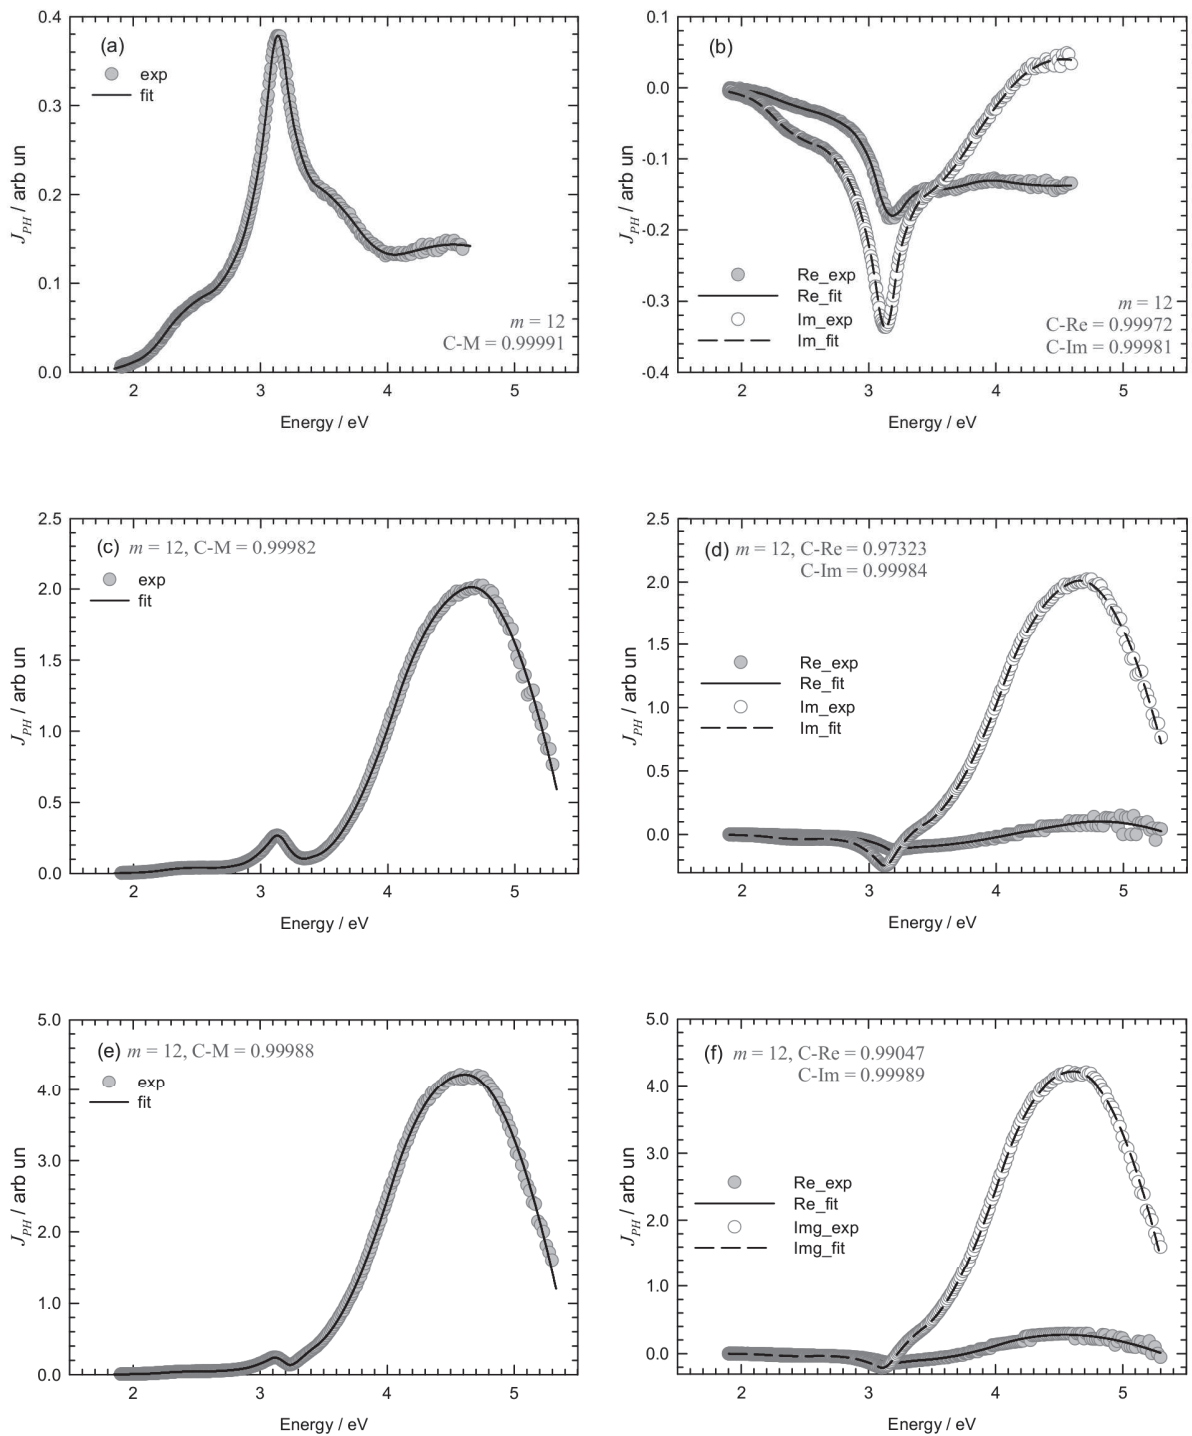 (a)
exp
fit
m = 12
C-M = 0.99991
J_PH / arb un
0.4
0.3
0.2
0.1
0.0
2 3 4 5
Energy / eV
(b)
Re_exp
Re_fit
Im_exp
Im_fit
m = 12
C-Re = 0.99972
C-Im = 0.99981
J_PH / arb un
0.1
0.0
-0.1
-0.2
-0.3
-0.4
2 3 4 5
Energy / eV
(c) m = 12, C-M = 0.99982
exp
fit
J_PH / arb un
2.5
2.0
1.5
1.0
0.5
0.0
2 3 4 5
Energy / eV
(d) m = 12, C-Re = 0.97323
C-Im = 0.99984
Re_exp
Re_fit
Im_exp
Im_fit
J_PH / arb un
2.5
2.0
1.5
1.0
0.5
0.0
2 3 4 5
Energy / eV
(e) m = 12, C-M = 0.99988
exp
fit
J_PH / arb un
5.0
4.0
3.0
2.0
1.0
0.0
2 3 4 5
Energy / eV
(f) m = 12, C-Re = 0.99047
C-Im = 0.99989
Re_exp
Re_fit
Img_exp
Img_fit
J_PH / arb un
5.0
4.0
3.0
2.0
1.0
0.0
2 3 4 5
Energy / eV